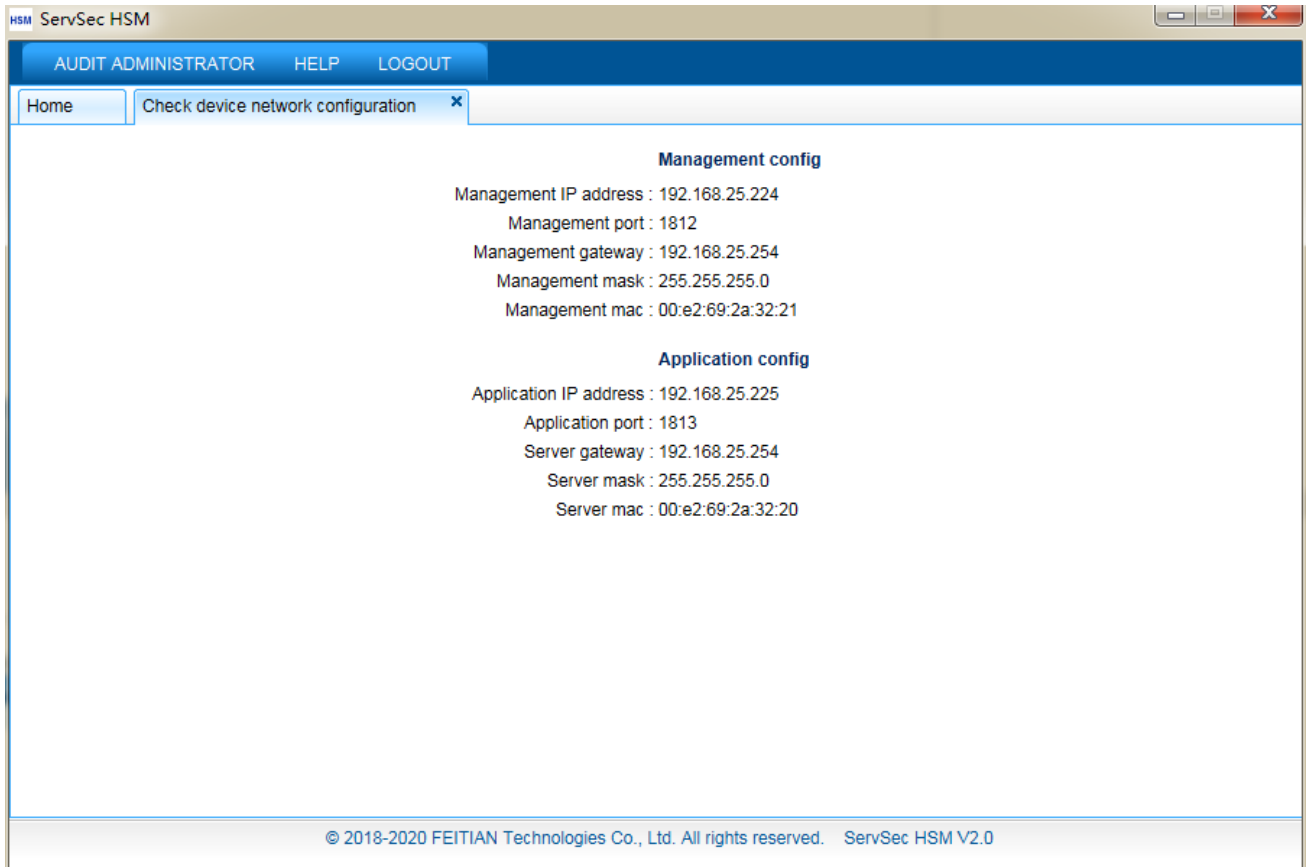 HSM ServSec HSM
AUDIT ADMINISTRATOR HELP LOGOUT
Home Check device network configuration
Management config
Management IP address : 192.168.25.224
Management port : 1812
Management gateway : 192.168.25.254
Management mask : 255.255.255.0
Management mac : 00:e2:69:2a:32:21
Application config
Application IP address : 192.168.25.225
Application port : 1813
Server gateway : 192.168.25.254
Server mask : 255.255.255.0
Server mac : 00:e2:69:2a:32:20
© 2018-2020 FEITIAN Technologies Co., Ltd. All rights reserved. ServSec HSM V2.0